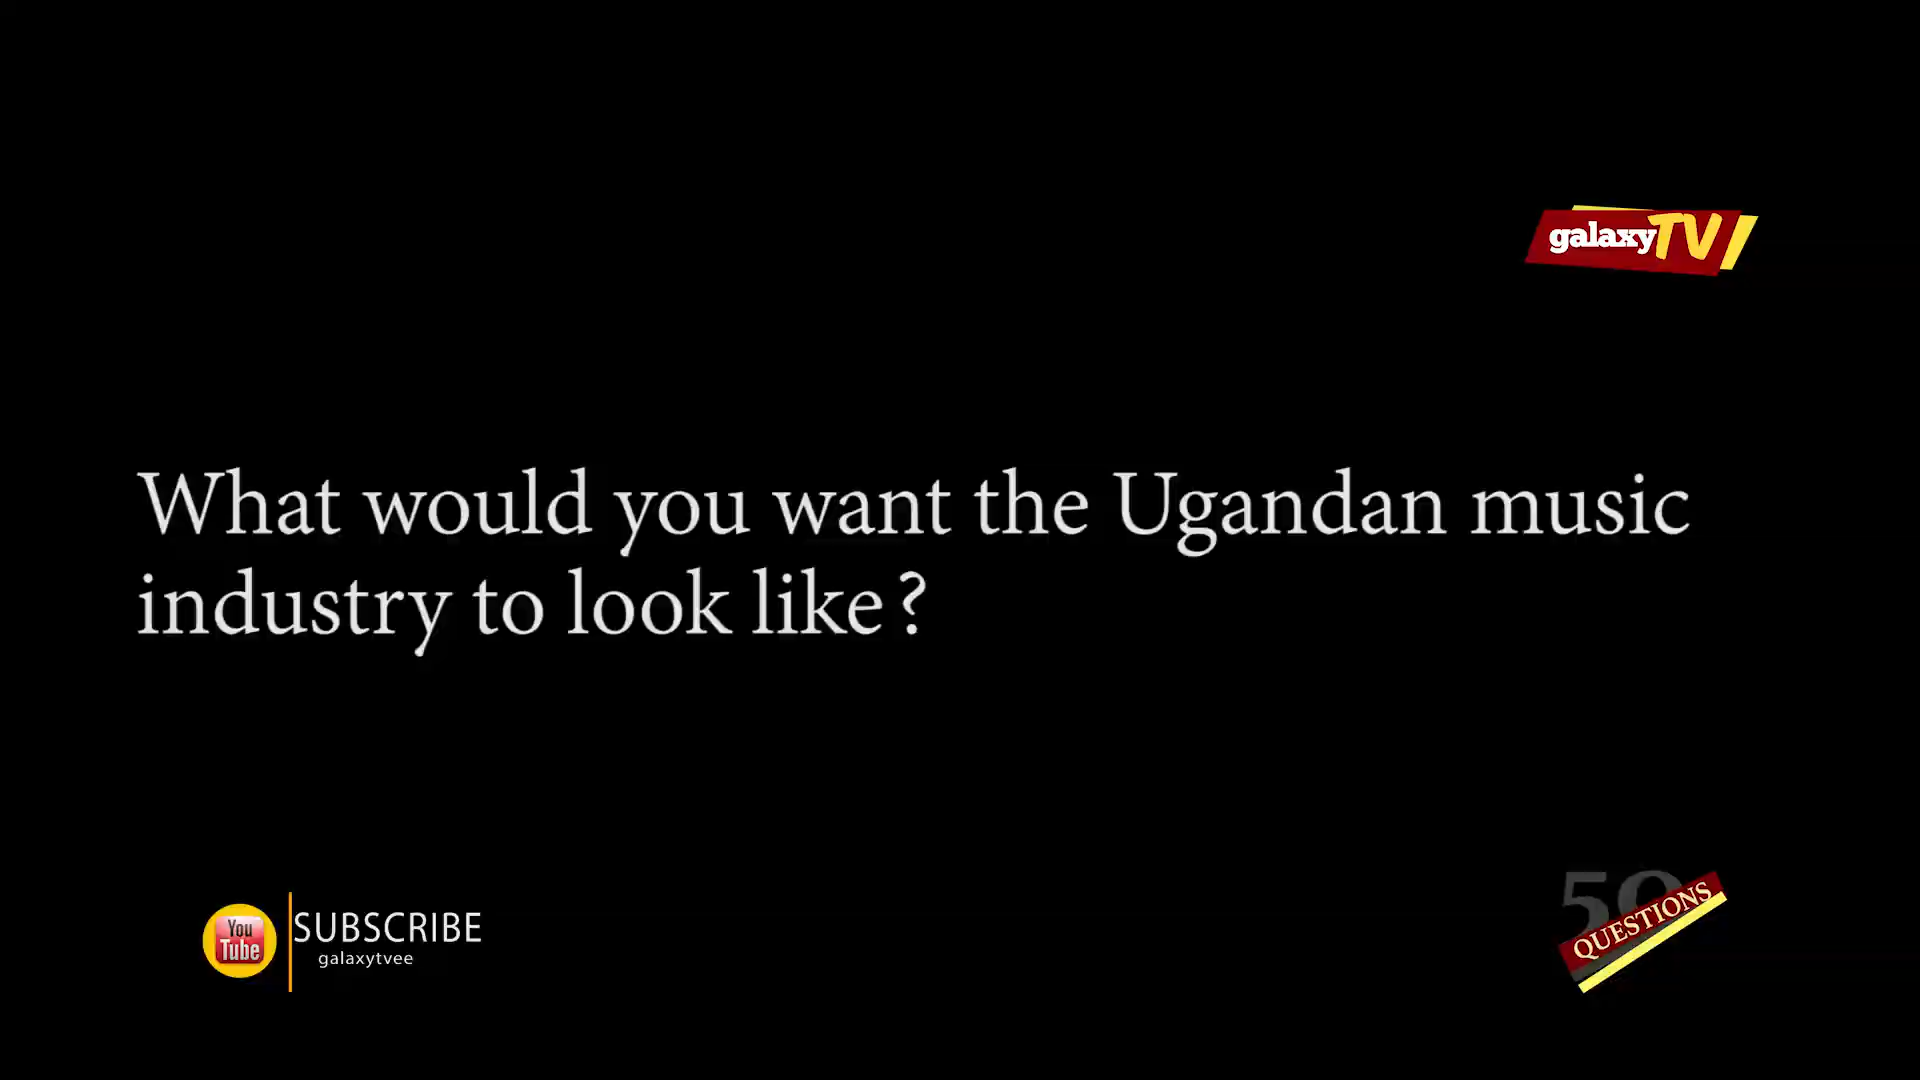 galaxyTV
What would you want the Ugandan music
industry to look like?
You
Tube
SUBSCRIBE
galaxytvee
50
QUESTIONS